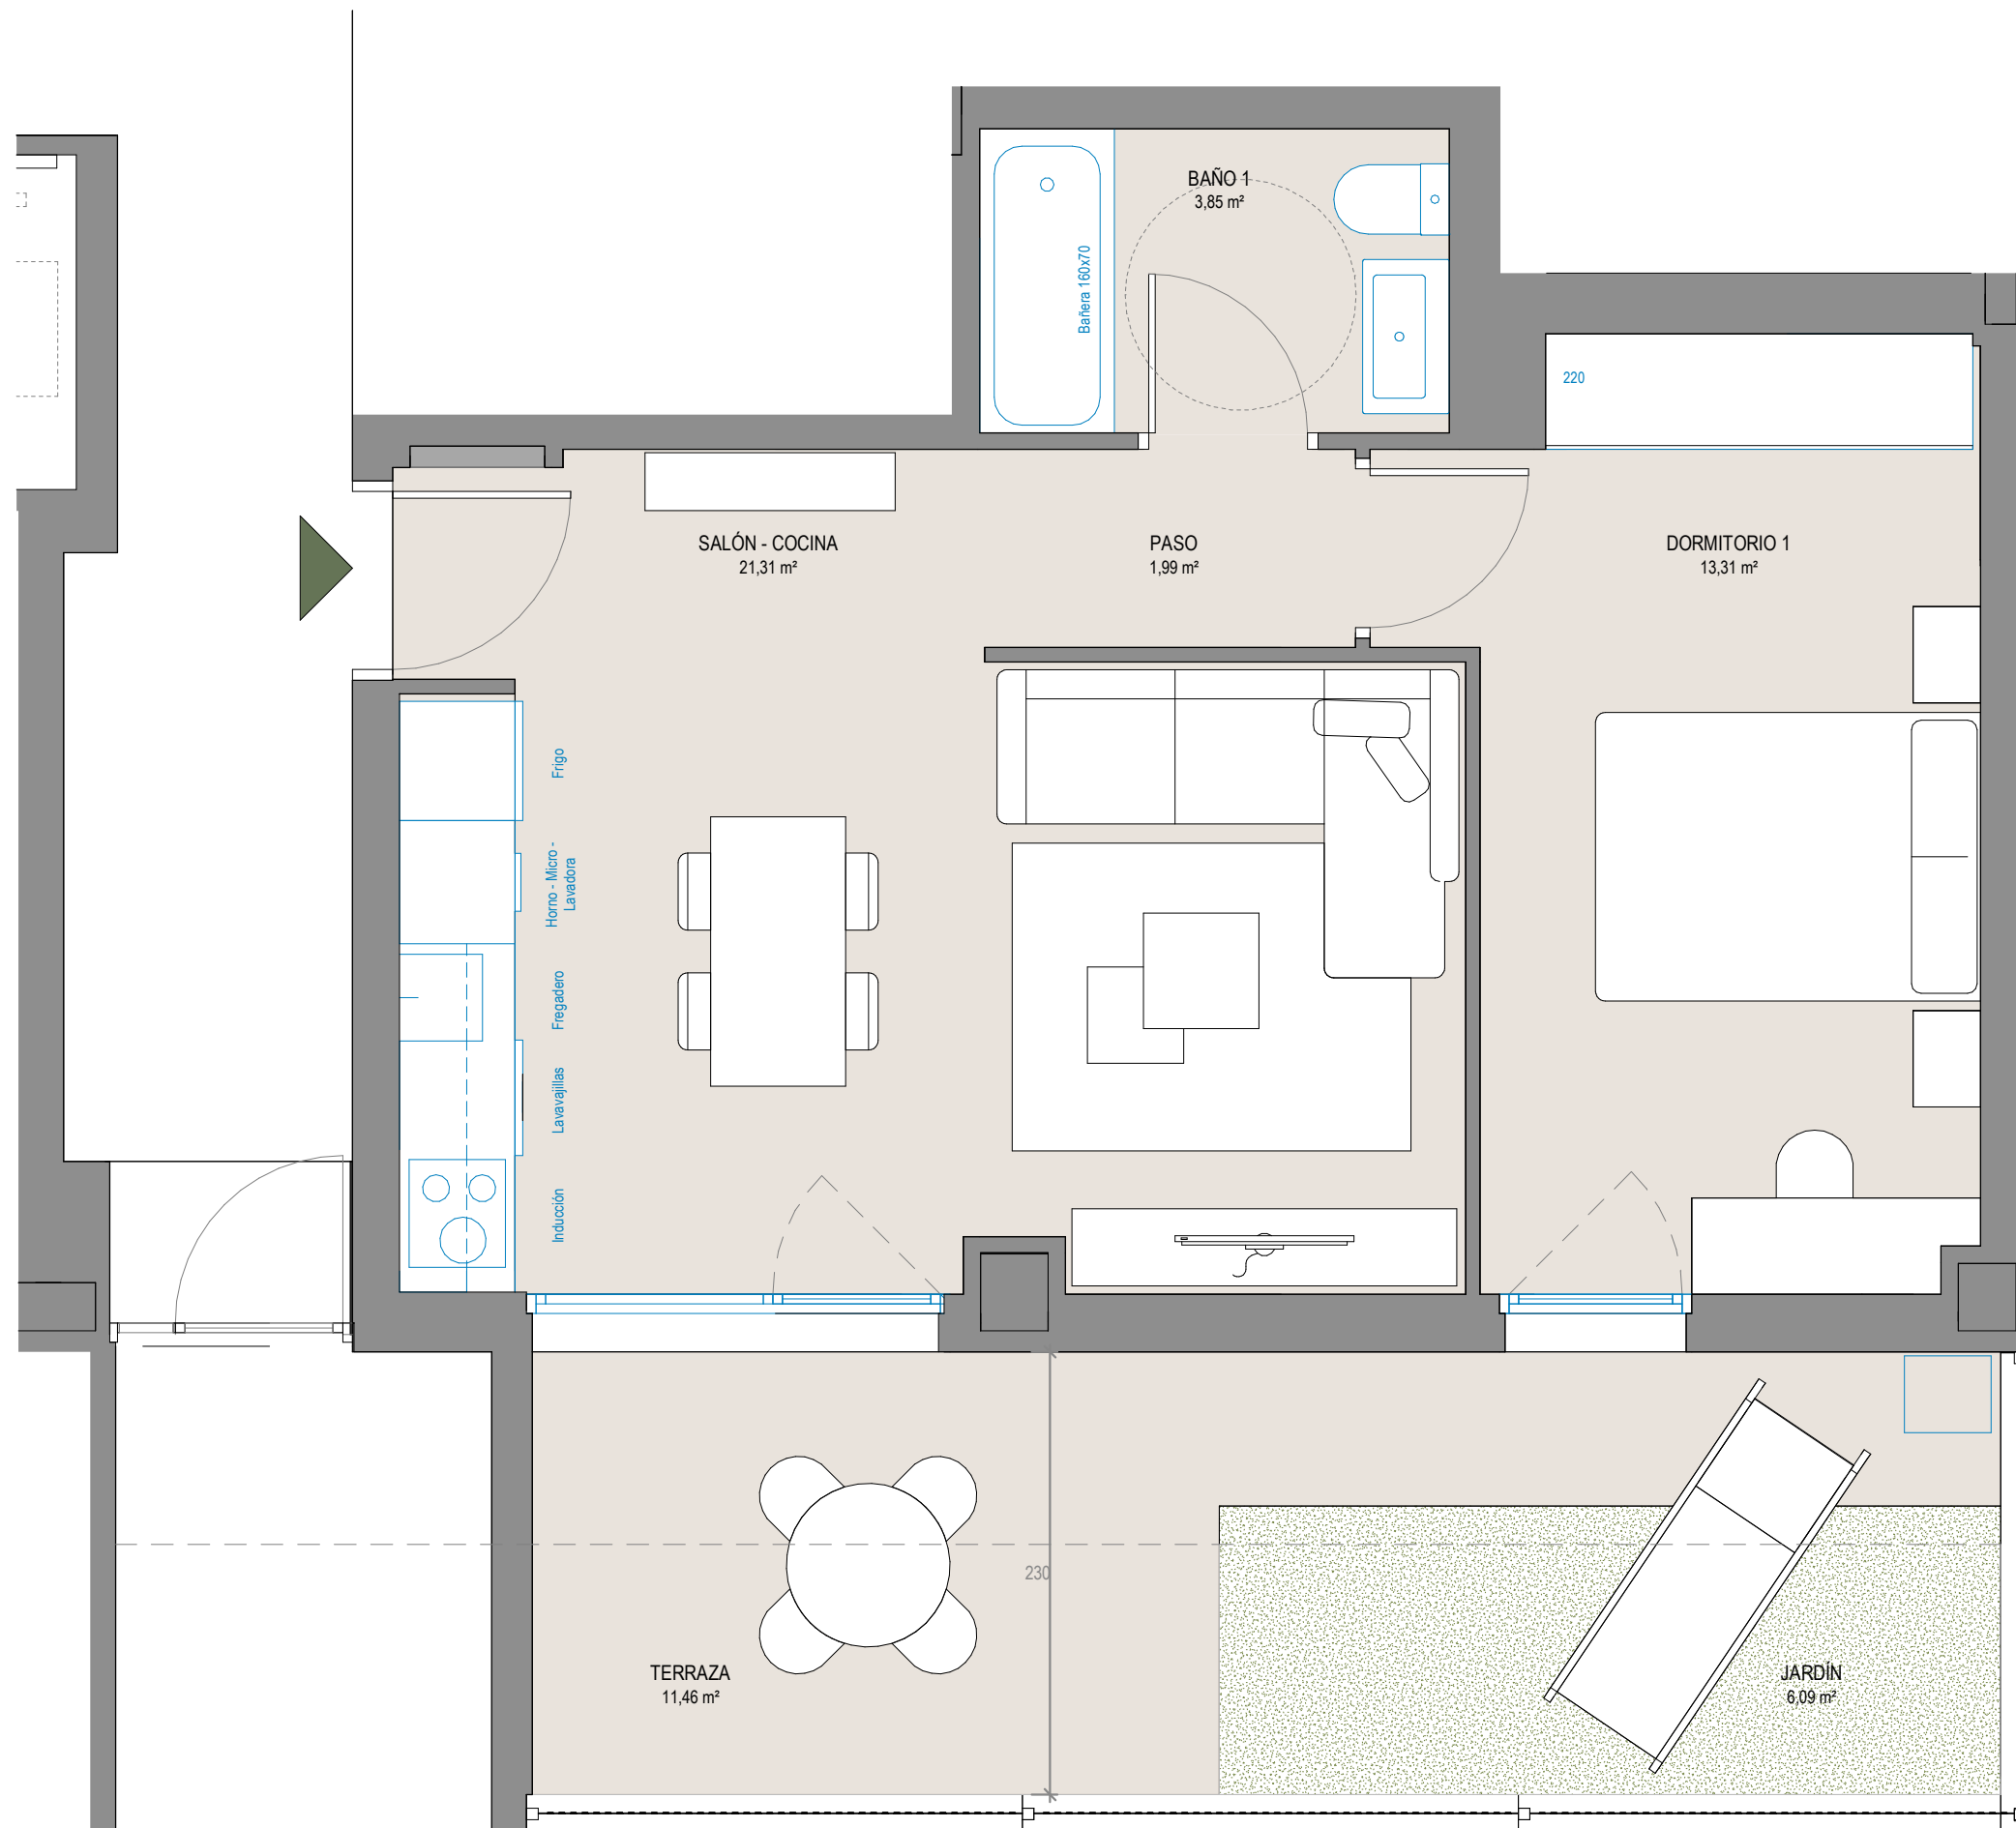 BAÑO 1
3,85 m²
Bañera 160x70
220
SALÓN - COCINA
21,31 m²
PASO
1,99 m²
DORMITORIO 1
13,31 m²
Frigo
Horno - Micro -
Lavadora
Fregadero
Lavavajillas
Inducción
230
TERRAZA
11,46 m²
JARDÍN
6,09 m²